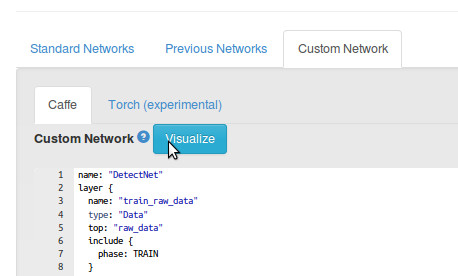 Standard Networks Previous Networks Custom Network
Caffe Torch (experimental)
Custom Network ? Visualize
1 name: "DetectNet"
2 layer {
3 name: "train_raw_data"
4 type: "Data"
5 top: "raw_data"
6 include {
7 phase: TRAIN
8 }